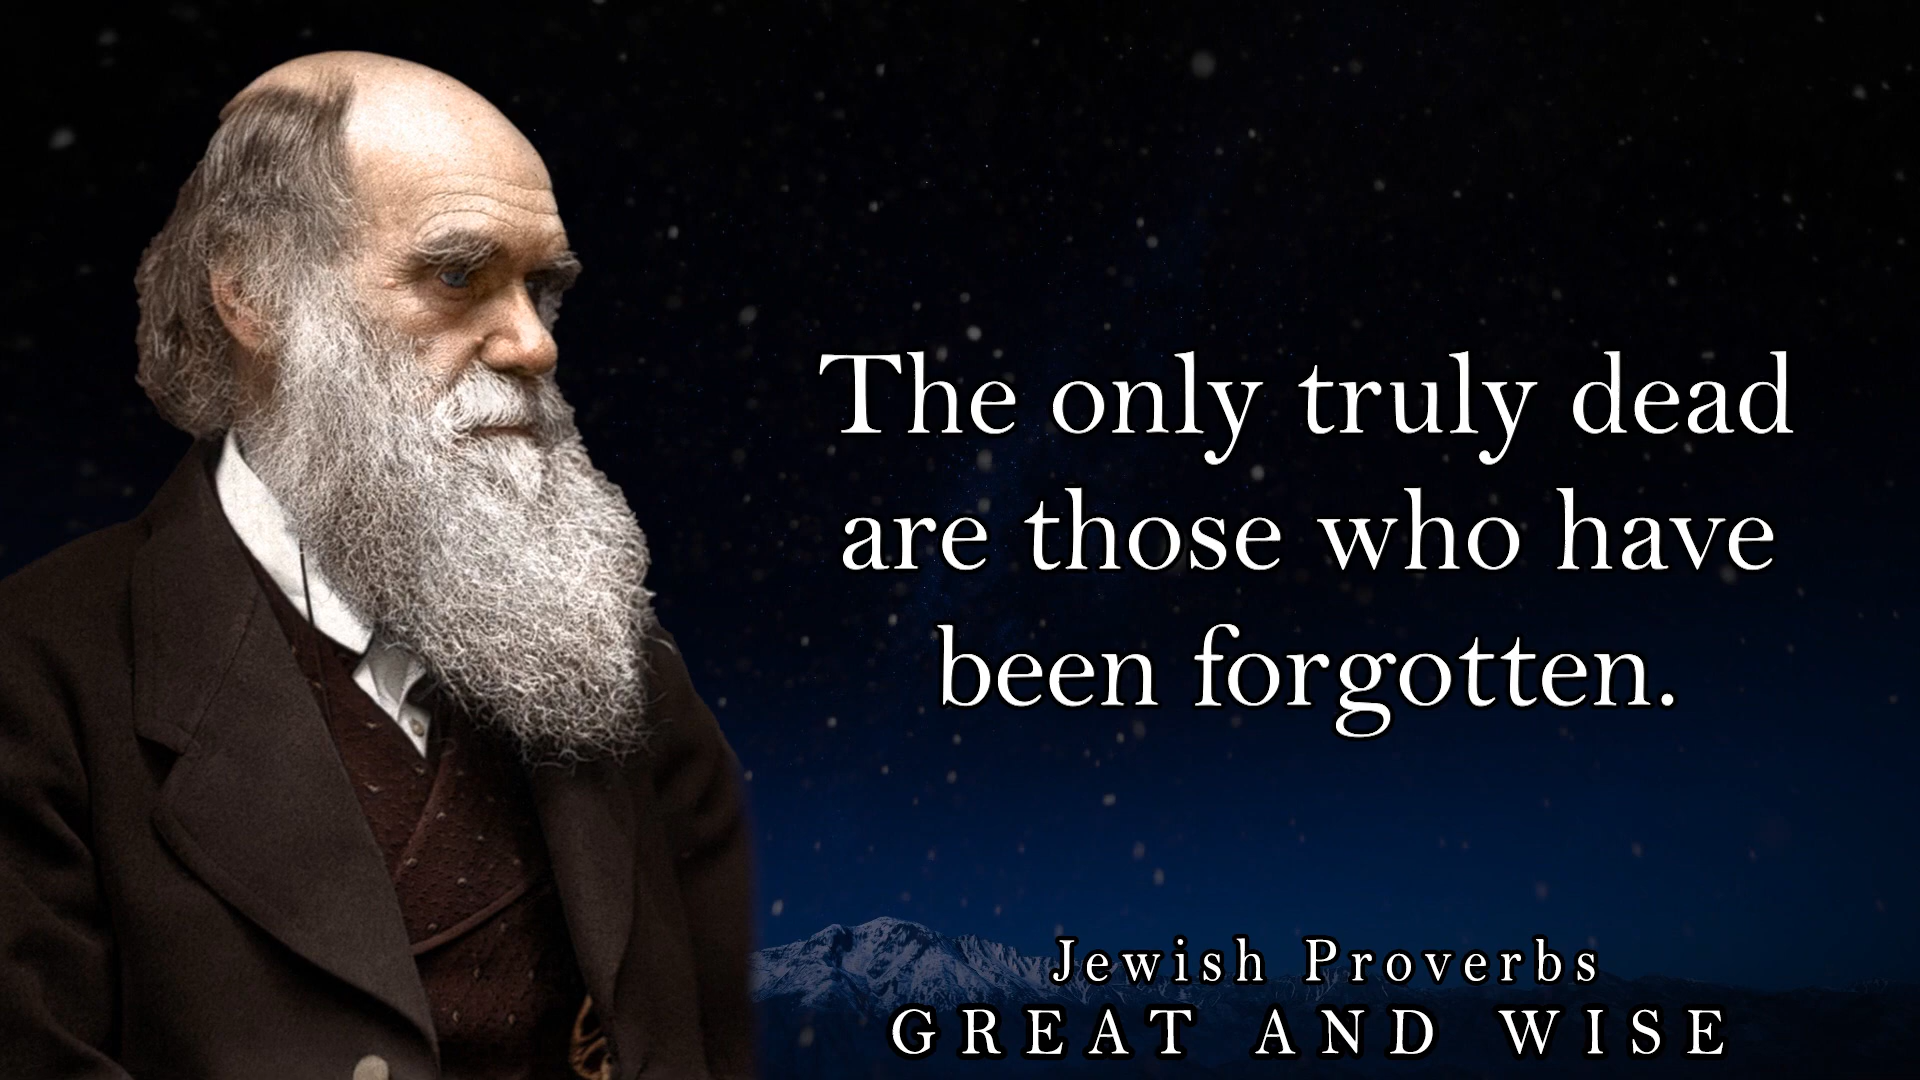 The only truly dead
are those who have
been forgotten.
Jewish Proverbs
GREAT AND WISE